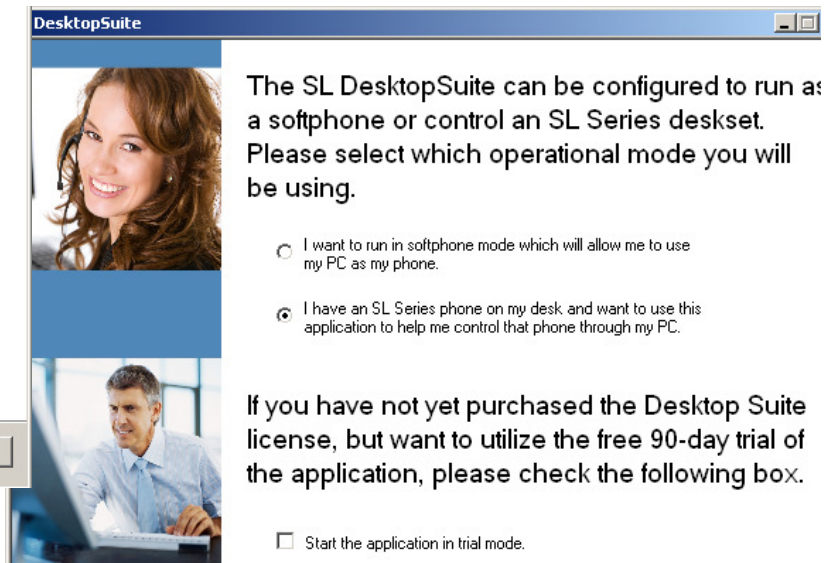 DesktopSuite
The SL DesktopSuite can be configured to run as
a softphone or control an SL Series deskset.
Please select which operational mode you will
be using.
I want to run in softphone mode which will allow me to use
my PC as my phone.
I have an SL Series phone on my desk and want to use this
application to help me control that phone through my PC.
If you have not yet purchased the Desktop Suite
license, but want to utilize the free 90-day trial of
the application, please check the following box.
Start the application in trial mode.